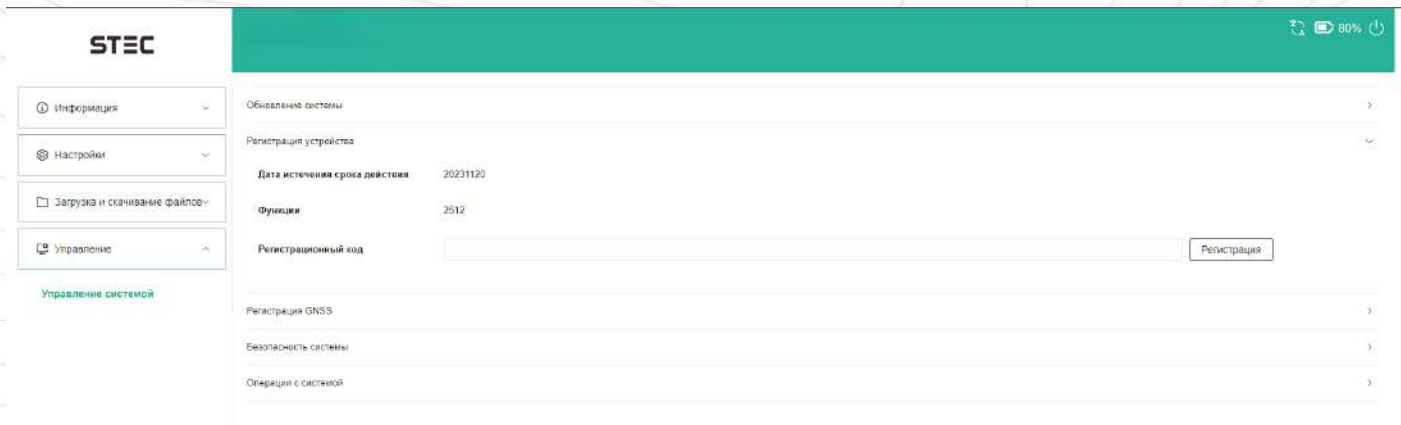 STEC
80%
Информация
Настройки
Загрузка и скачивание файлов
Управление
Управление системой
Обновление системы
Регистрация устройства
Дата истечения срока действия 20231120
Функции 2512
Регистрационный код Регистрация
Регистрация GNSS
Безопасность системы
Операции с системой